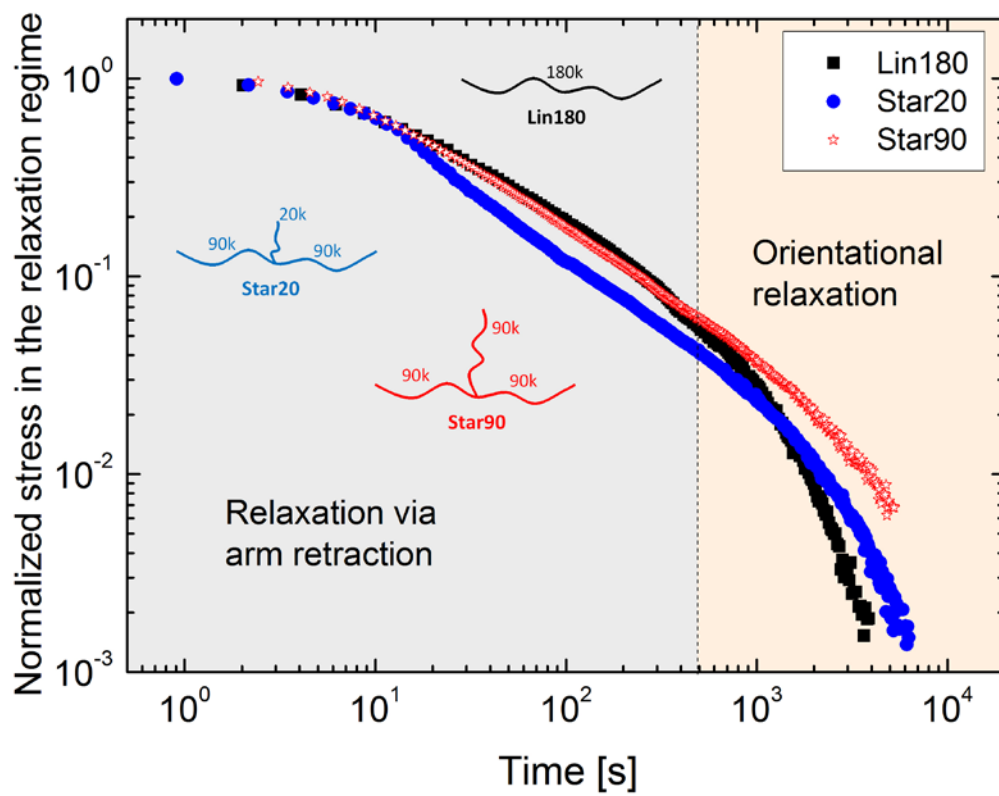 Normalized stress in the relaxation regime
10^0
10^-1
10^-2
10^-3
180k
Lin180
Lin180
Star20
Star90
20k
90k
90k
Star20
90k
90k
90k
Star90
Orientational
relaxation
Relaxation via
arm retraction
10^0
10^1
10^2
10^3
10^4
Time [s]